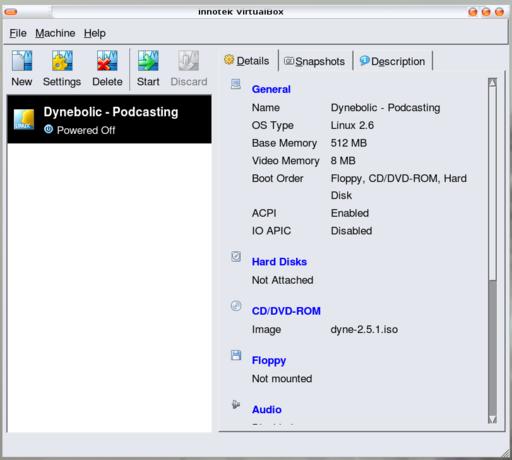 innotek VirtualBox
File Machine Help
New Settings Delete Start Discard
Details Snapshots Description
Dynebolic - Podcasting
Powered Off
General
Name Dynebolic - Podcasting
OS Type Linux 2.6
Base Memory 512 MB
Video Memory 8 MB
Boot Order Floppy, CD/DVD-ROM, Hard
Disk
ACPI Enabled
IO APIC Disabled
Hard Disks
Not Attached
CD/DVD-ROM
Image dyne-2.5.1.iso
Floppy
Not mounted
Audio